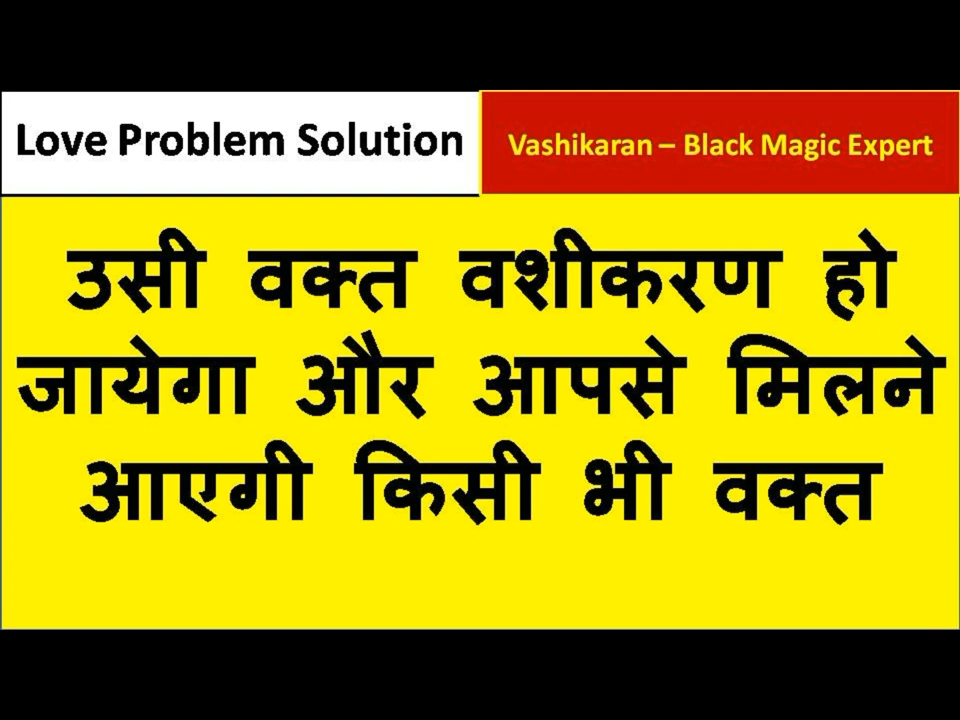 Love Problem Solution
Vashikaran – Black Magic Expert
उसी वक्त वशीकरण हो
जायेगा और आपसे मिलने
आएगी किसी भी वक्त